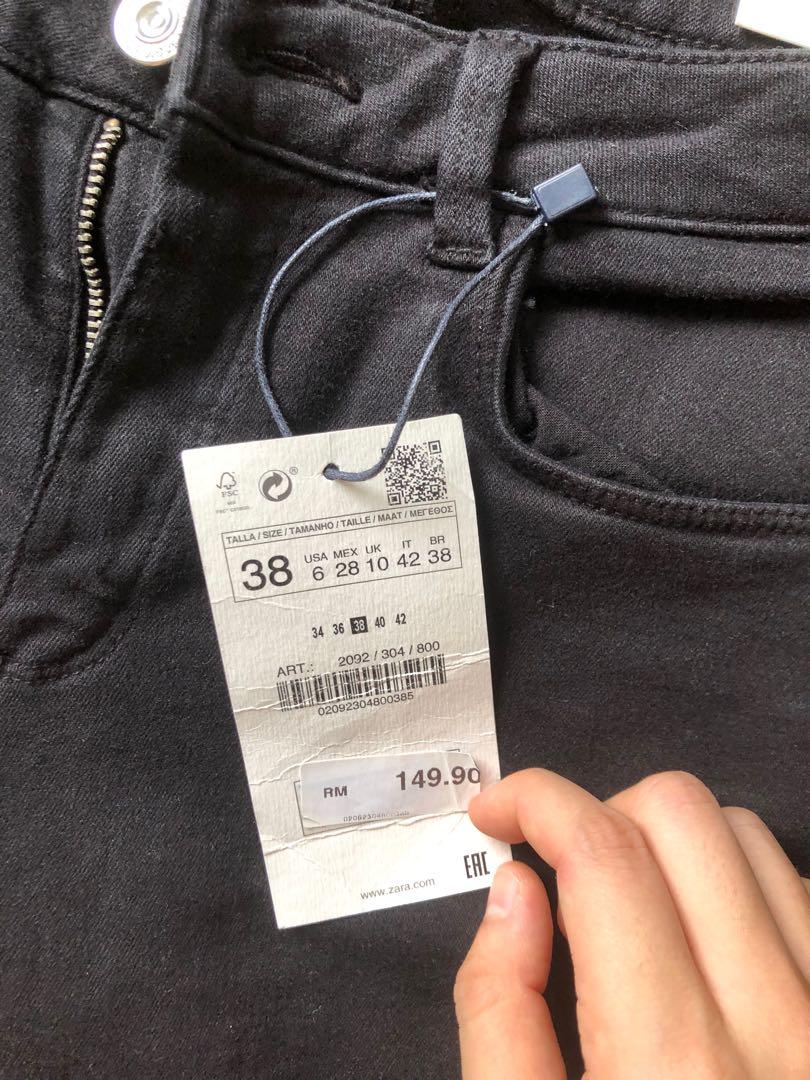 FSC
®
TALLA / SIZE / TAMANHO / TAILLE / MAAT / ΜΕΓΕΘΟΣ
38 USA 6 MEX 28 UK 10 IT 42 BR 38
34 36 38 40 42
ART.: 2092 / 304 / 800
02092304800385
RM 149.90
EAC
www.zara.com